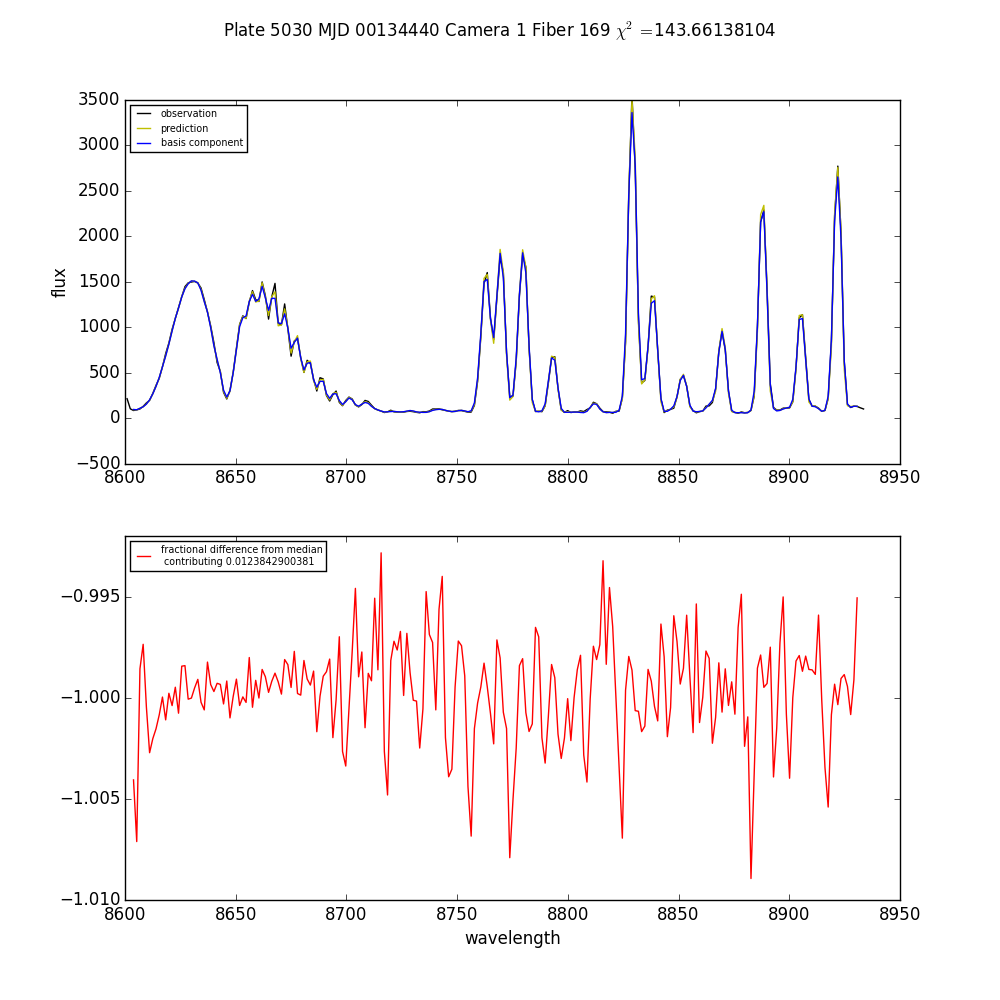 Plate 5030 MJD 00134440 Camera 1 Fiber 169 χ² =143.66138104
3500
3000
2500
2000
1500
1000
500
0
−500
flux
observation
prediction
basis component
8600 8650 8700 8750 8800 8850 8900 8950
fractional difference from median
contributing 0.0123842900381
−0.995
−1.000
−1.005
−1.010
8600 8650 8700 8750 8800 8850 8900 8950
wavelength